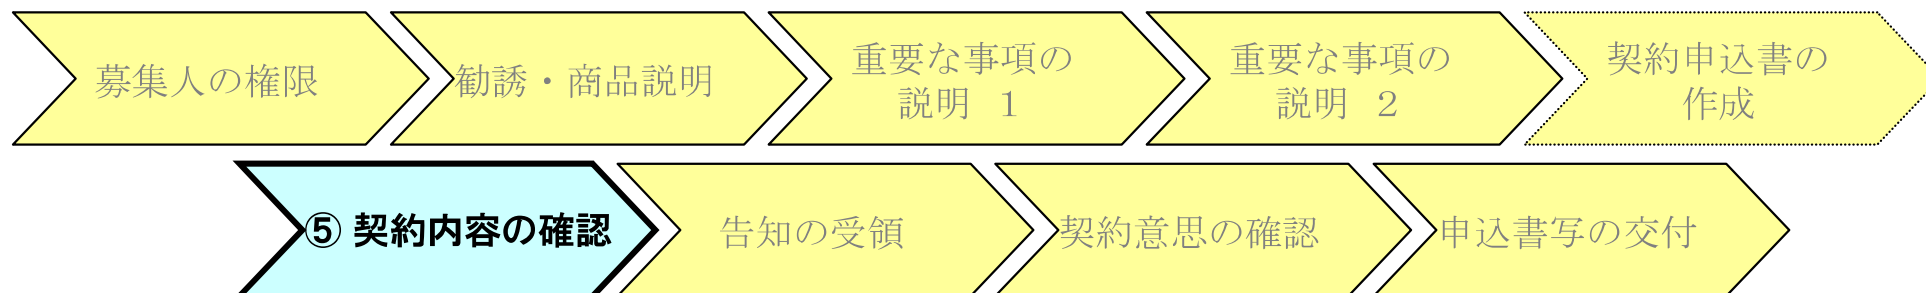 募集人の権限
勧誘・商品説明
重要な事項の
説明 1
重要な事項の
説明 2
契約申込書の
作成
⑤ 契約内容の確認
告知の受領
契約意思の確認
申込書写の交付